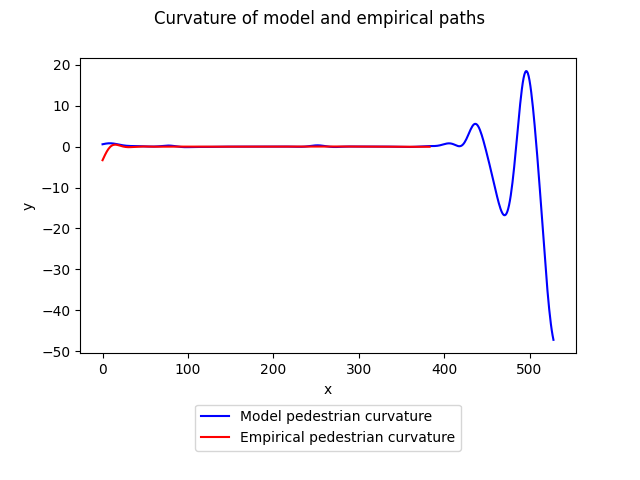 Curvature of model and empirical paths
20
10
0
−10
−20
−30
−40
−50
y
0 100 200 300 400 500
x
Model pedestrian curvature
Empirical pedestrian curvature